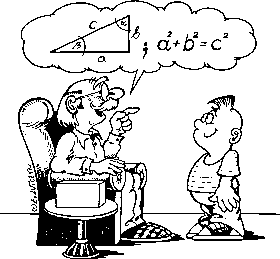 c α b
β
a
; a² + b² = c²